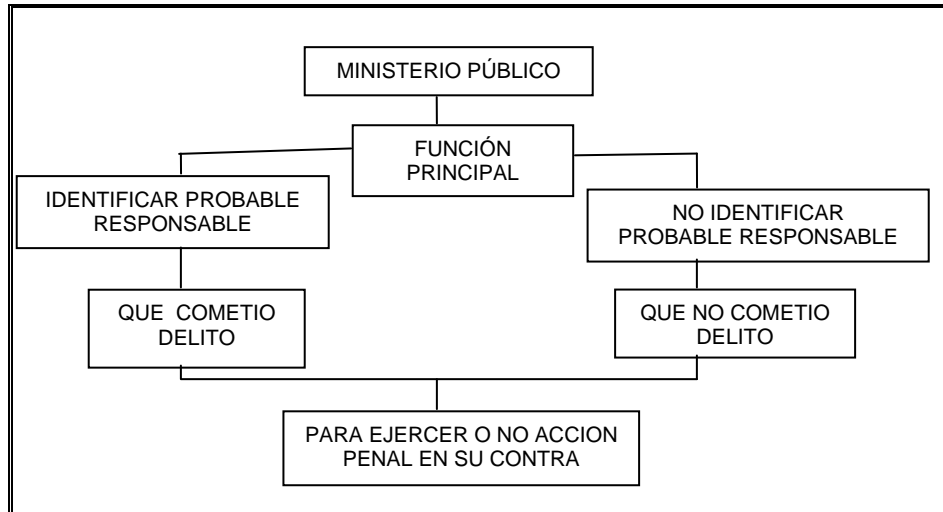 MINISTERIO PÚBLICO
FUNCIÓN
PRINCIPAL
IDENTIFICAR PROBABLE
RESPONSABLE
NO IDENTIFICAR
PROBABLE RESPONSABLE
QUE COMETIO
DELITO
QUE NO COMETIO
DELITO
PARA EJERCER O NO ACCION
PENAL EN SU CONTRA